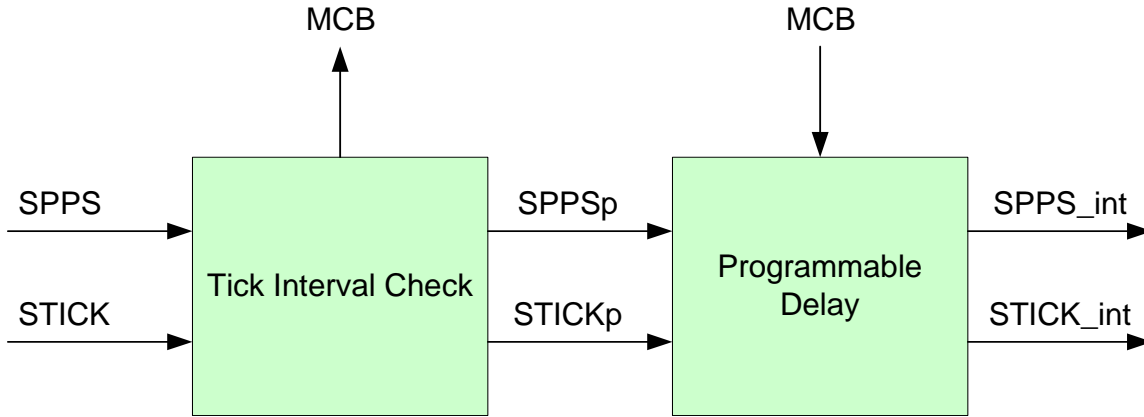 MCB
MCB
SPPS
SPPSp
SPPS_int
Tick Interval Check
Programmable
Delay
STICK
STICKp
STICK_int